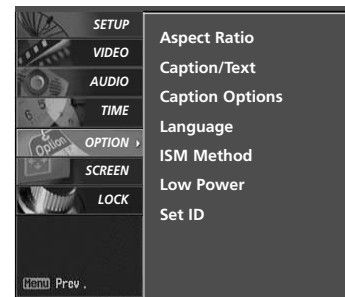 SETUP
VIDEO
AUDIO
TIME
OPTION
SCREEN
LOCK
Menu Prev.
Aspect Ratio
Caption/Text
Caption Options
Language
ISM Method
Low Power
Set ID